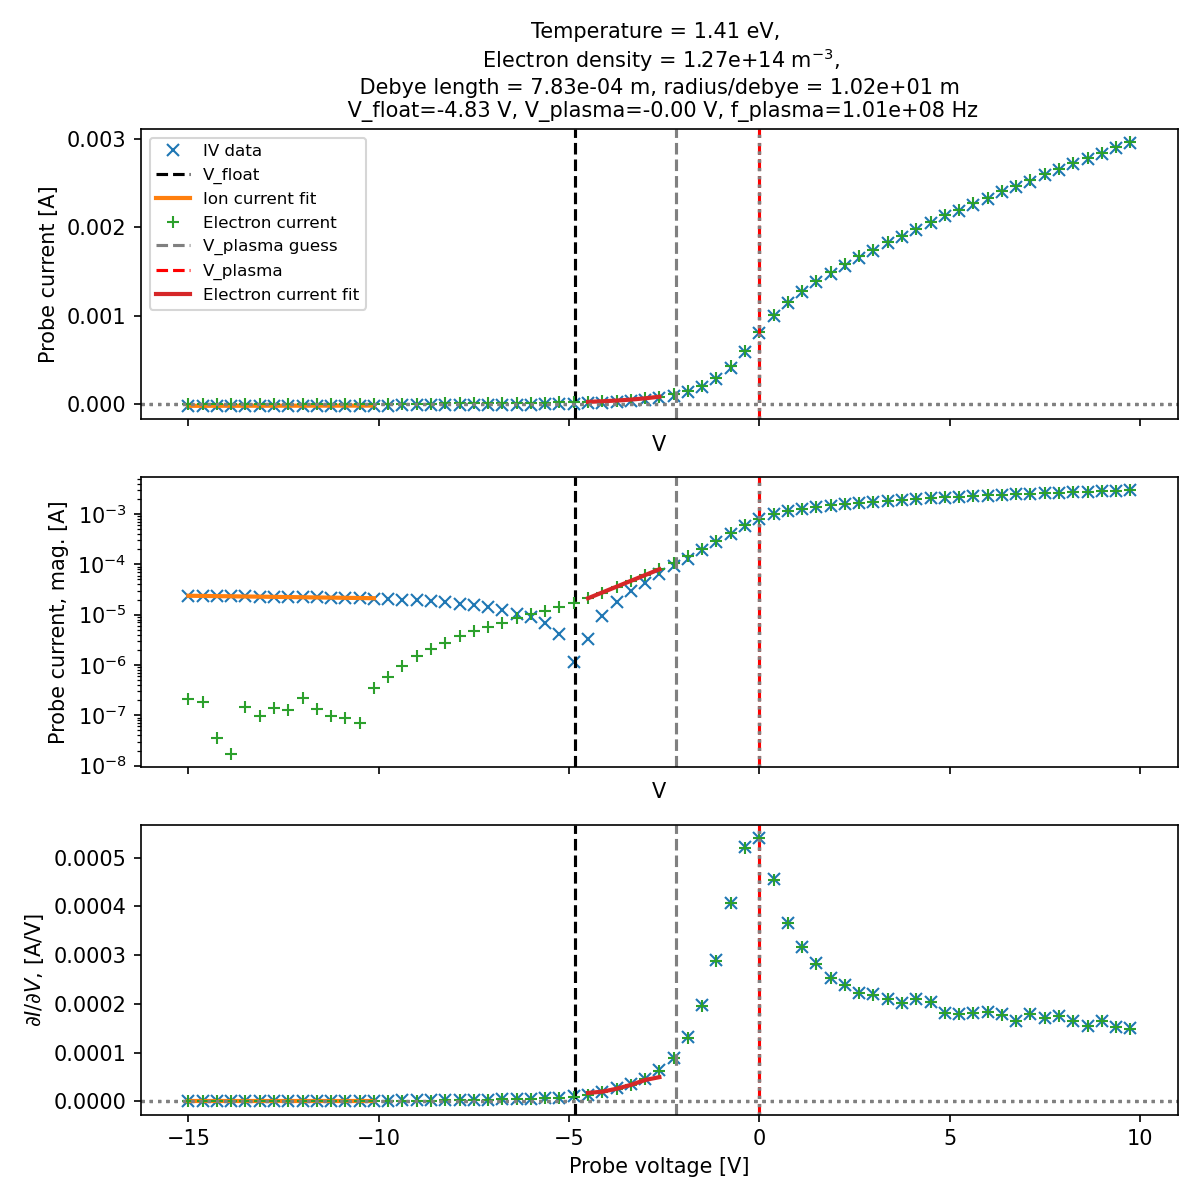 Temperature = 1.41 eV,
Electron density = 1.27e+14 m⁻³,
Debye length = 7.83e-04 m, radius/debye = 1.02e+01 m
V_float=-4.83 V, V_plasma=-0.00 V, f_plasma=1.01e+08 Hz
Probe current [A]
0.003
0.002
0.001
0.000
IV data
V_float
Ion current fit
Electron current
V_plasma guess
V_plasma
Electron current fit
V
Probe current, mag. [A]
10⁻³
10⁻⁴
10⁻⁵
10⁻⁶
10⁻⁷
10⁻⁸
V
∂I/∂V, [A/V]
0.0005
0.0004
0.0003
0.0002
0.0001
0.0000
−15 −10 −5 0 5 10
Probe voltage [V]